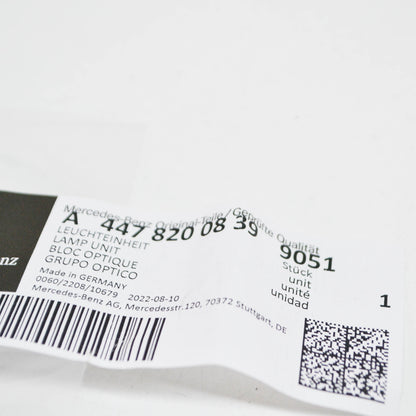 Mercedes-Benz Original-Teile / Geprüfte Qualität
A 447 820 08 39 9051
LEUCHTEINHEIT
LAMP UNIT
BLOC OPTIQUE
GRUPO OPTICO
Stück
unit
unité
unidad
1
Made in GERMANY
0060/2208/10679 2022-08-10
Mercedes-Benz AG, Mercedesstr.120, 70372 Stuttgart, DE
nz